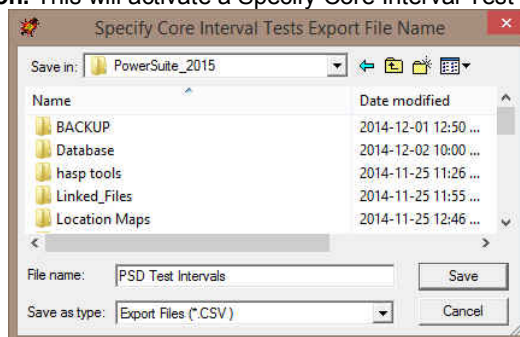 on. This will activate a Specify Core Interval Test
Specify Core Interval Tests Export File Name
Save in: PowerSuite_2015
Name Date modified
BACKUP 2014-12-01 12:50 ...
Database 2014-12-02 10:00 ...
hasp tools 2014-11-25 11:26 ...
Linked_Files 2014-11-25 11:55 ...
Location Maps 2014-11-25 12:46 ...
File name: PSD Test Intervals Save
Save as type: Export Files (*.CSV ) Cancel